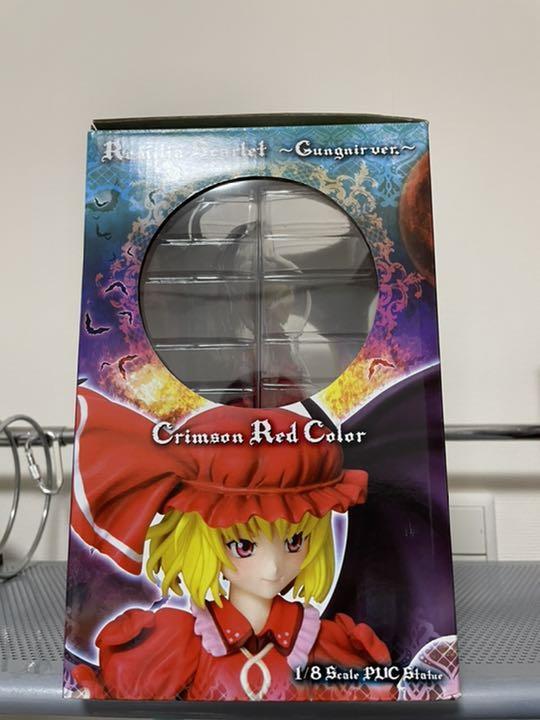 Remilia Scarlet ~Gungnir ver.~
Crimson Red Color
1/8 Scale PVC Statue